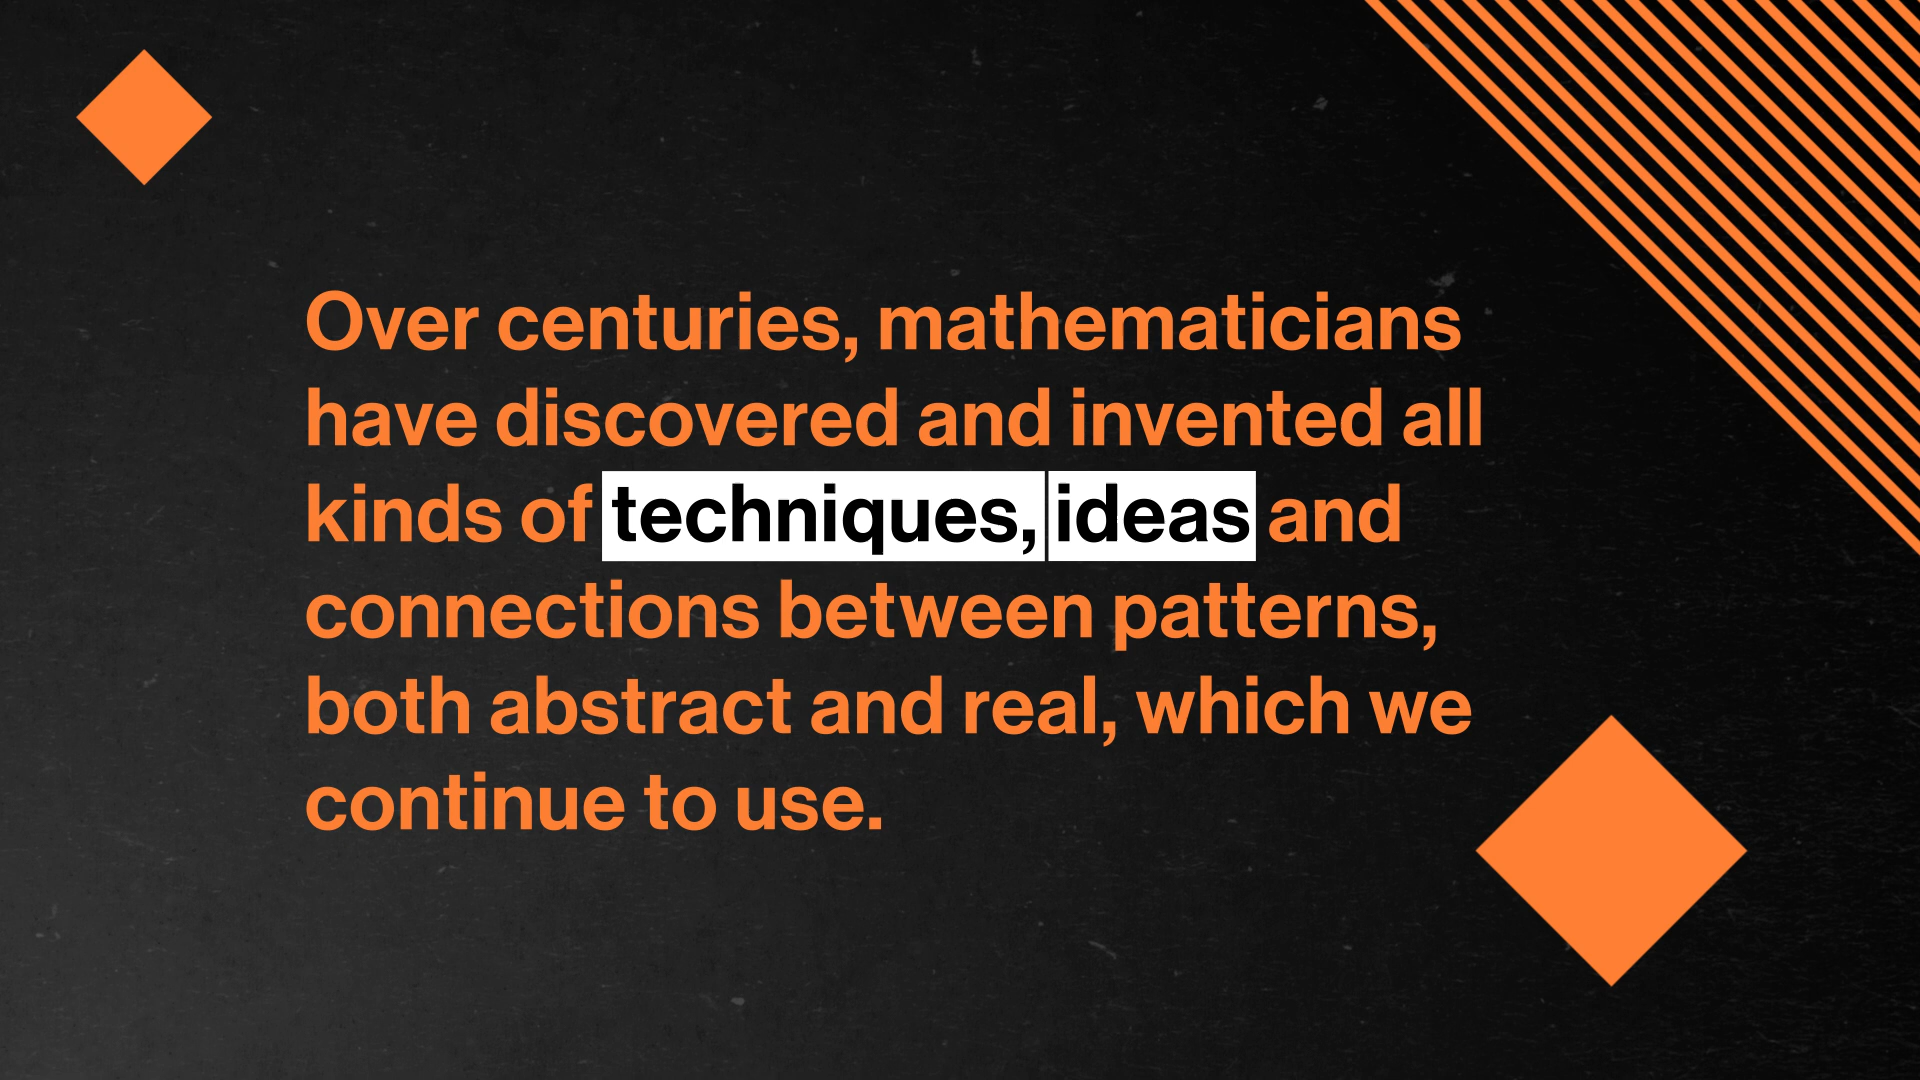 Over centuries, mathematicians
have discovered and invented all
kinds of techniques, ideas and
connections between patterns,
both abstract and real, which we
continue to use.